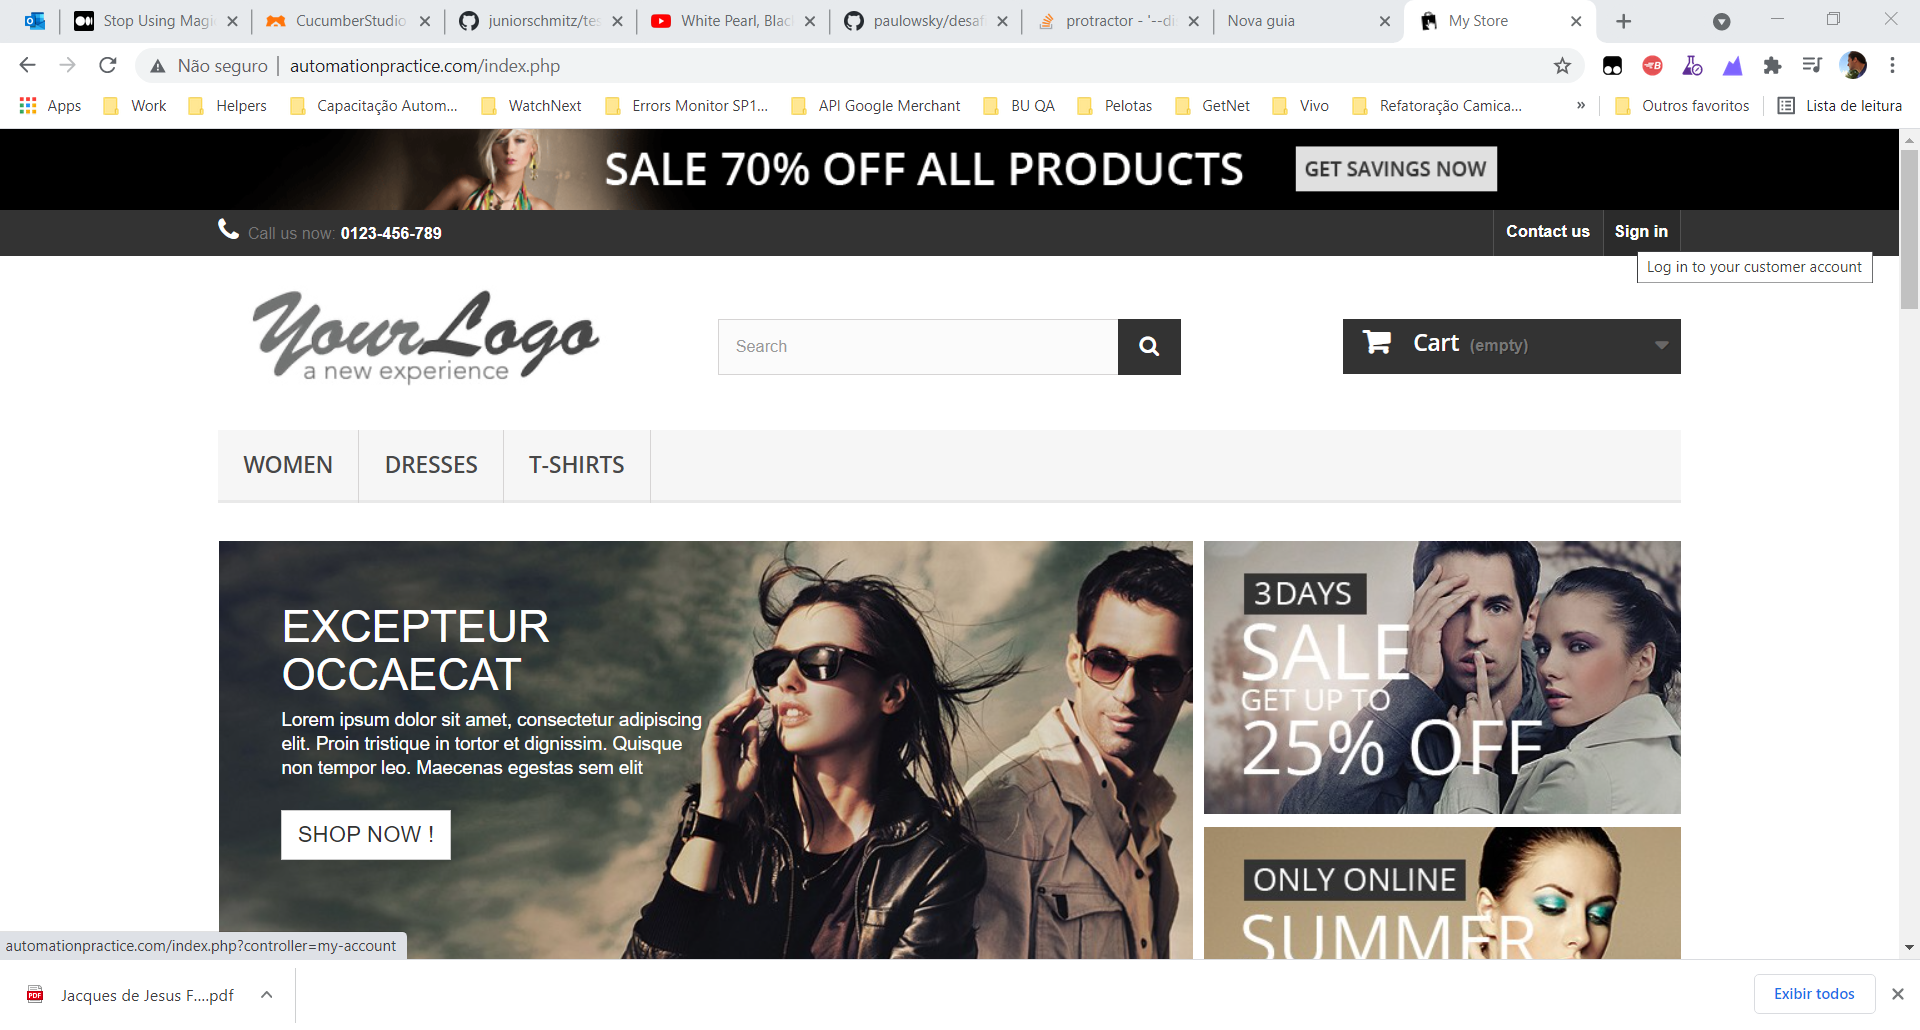 Stop Using Magi
CucumberStudio
juniorschmitz/tes
White Pearl, Blac
paulowsky/desaf
protractor - '--di
Nova guia
My Store
Não seguro
automationpractice.com/index.php
Apps
Work
Helpers
Capacitação Autom...
WatchNext
Errors Monitor SP1...
API Google Merchant
BU QA
Pelotas
GetNet
Vivo
Refatoração Camica...
»
Outros favoritos
Lista de leitura
SALE 70% OFF ALL PRODUCTS
GET SAVINGS NOW
Call us now: 0123-456-789
Contact us
Sign in
Log in to your customer account
YourLogo
a new experience
Search
Cart (empty)
WOMEN
DRESSES
T-SHIRTS
EXCEPTEUR
OCCAECAT
Lorem ipsum dolor sit amet, consectetur adipiscing
elit. Proin tristique in tortor et dignissim. Quisque
non tempor leo. Maecenas egestas sem elit
SHOP NOW !
3 DAYS
SALE
GET UP TO
25% OFF
ONLY ONLINE
SUMMER
automationpractice.com/index.php?controller=my-account
PDF
Jacques de Jesus F....pdf
Exibir todos